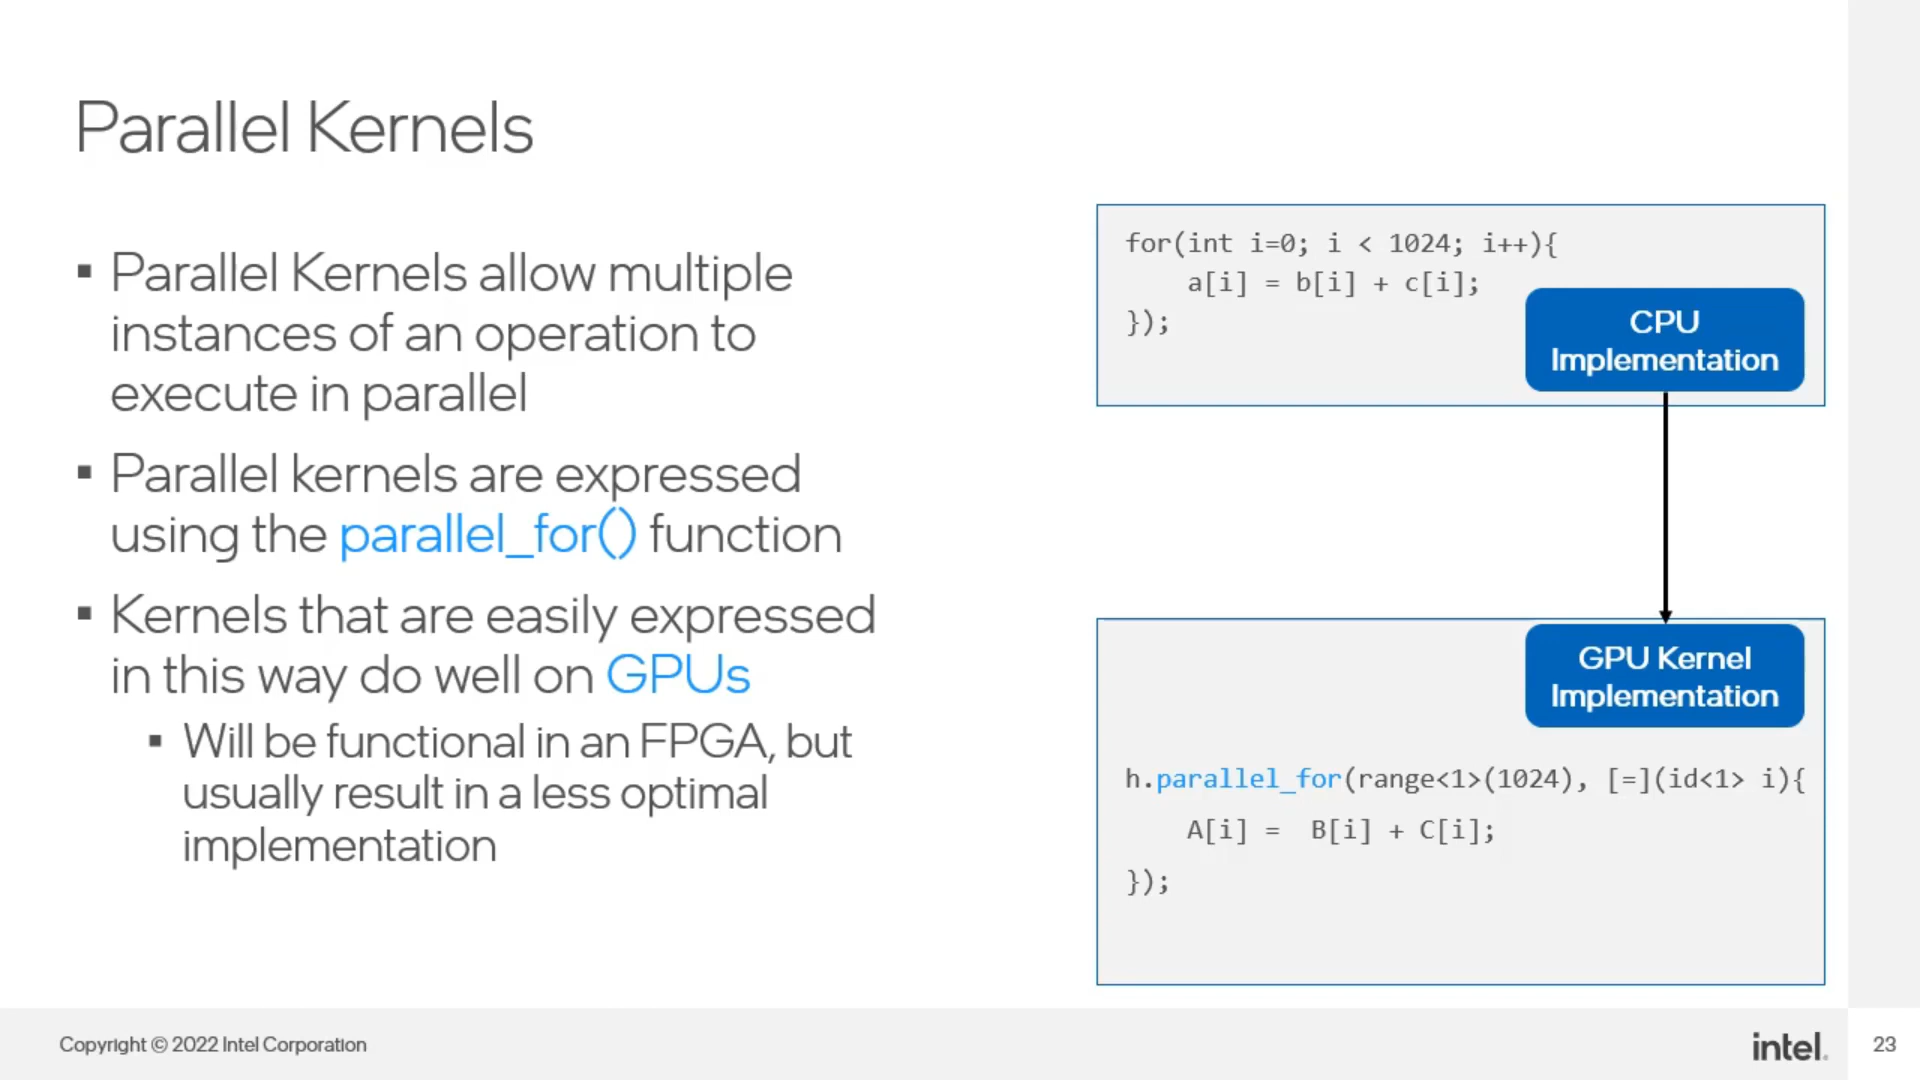 Parallel Kernels
▪ Parallel Kernels allow multiple
instances of an operation to
execute in parallel
▪ Parallel kernels are expressed
using the parallel_for() function
▪ Kernels that are easily expressed
in this way do well on GPUs
▪ Will be functional in an FPGA, but
usually result in a less optimal
implementation
for(int i=0; i < 1024; i++){
    a[i] = b[i] + c[i];
});
CPU
Implementation
GPU Kernel
Implementation
h.parallel_for(range<1>(1024), [=](id<1> i){
    A[i] =  B[i] + C[i];
});
Copyright © 2022 Intel Corporation
intel.
23